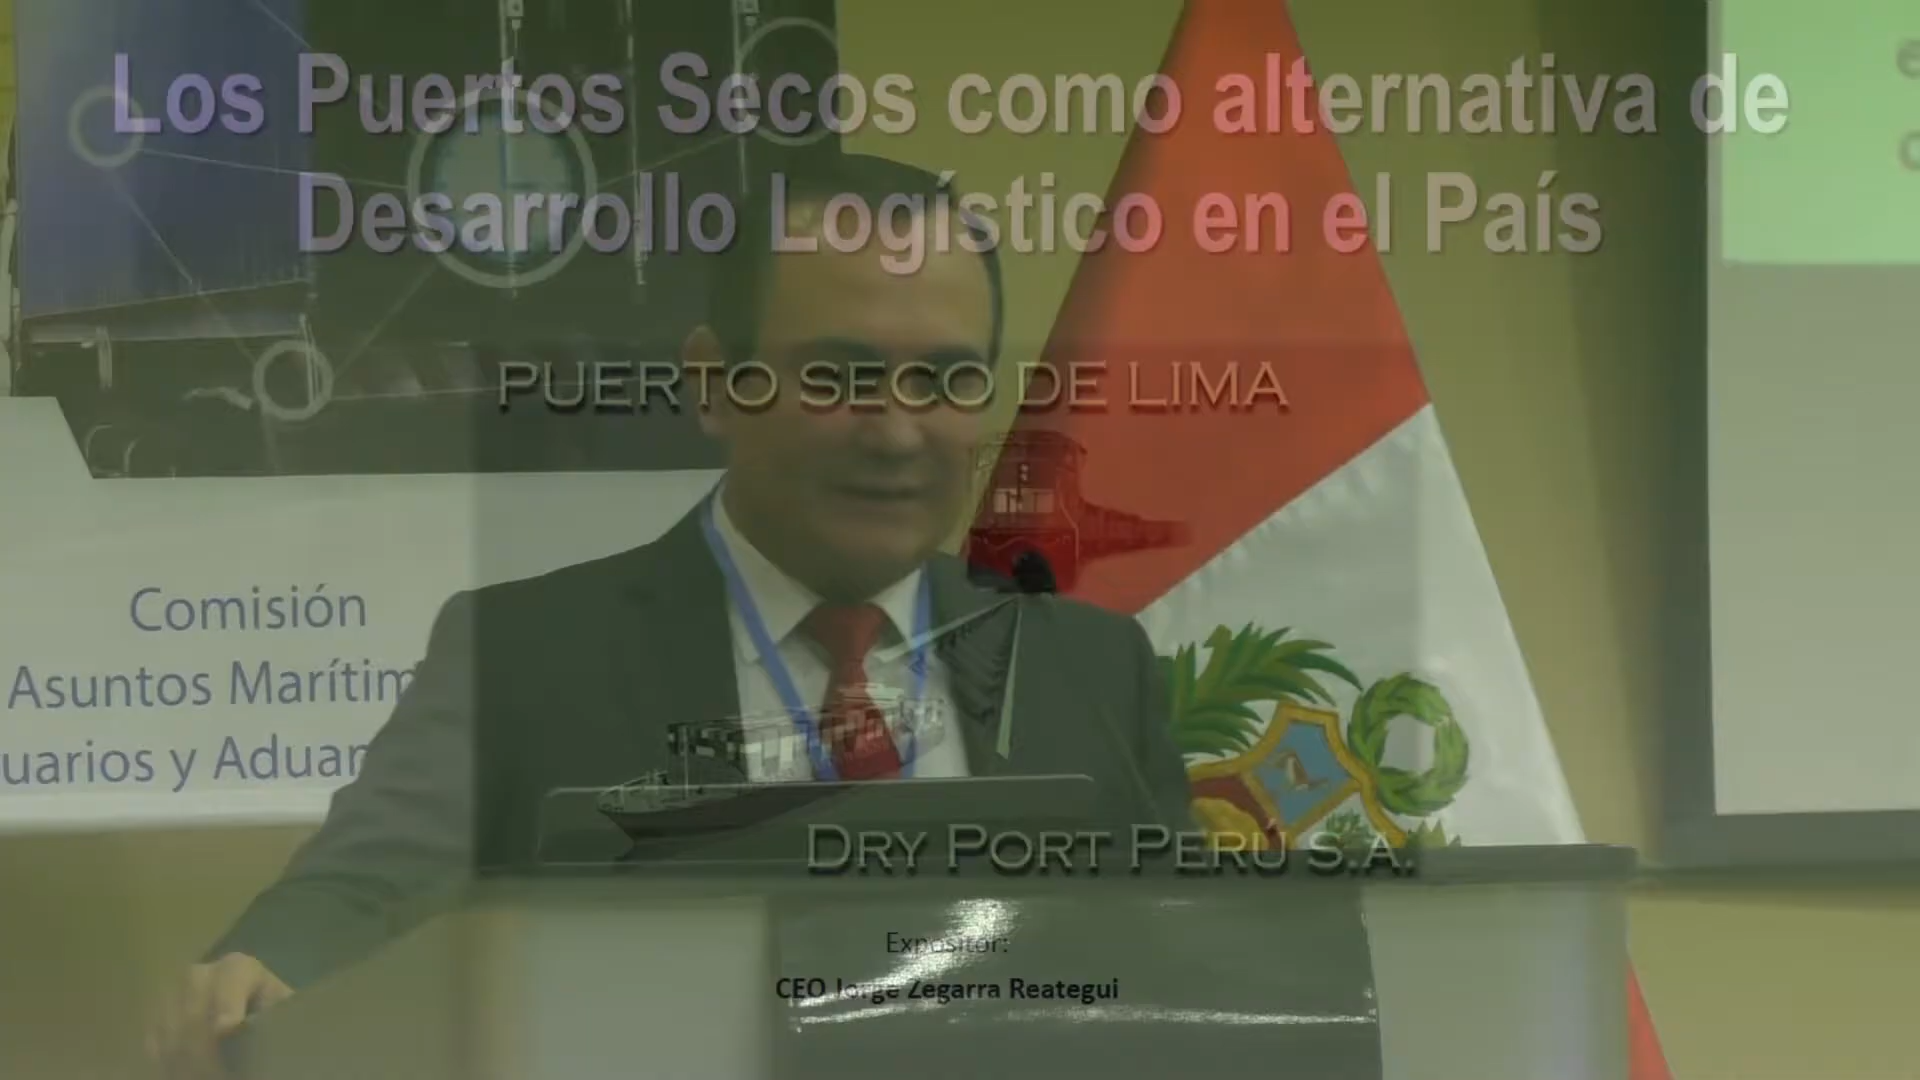 Los Puertos Secos como alternativa de
Desarrollo Logístico en el País
PUERTO SECO DE LIMA
Comisión
Asuntos Marítim
uarios y Aduan
DRY PORT PERU S.A.
Expositor:
CEO Jorge Zegarra Reategui